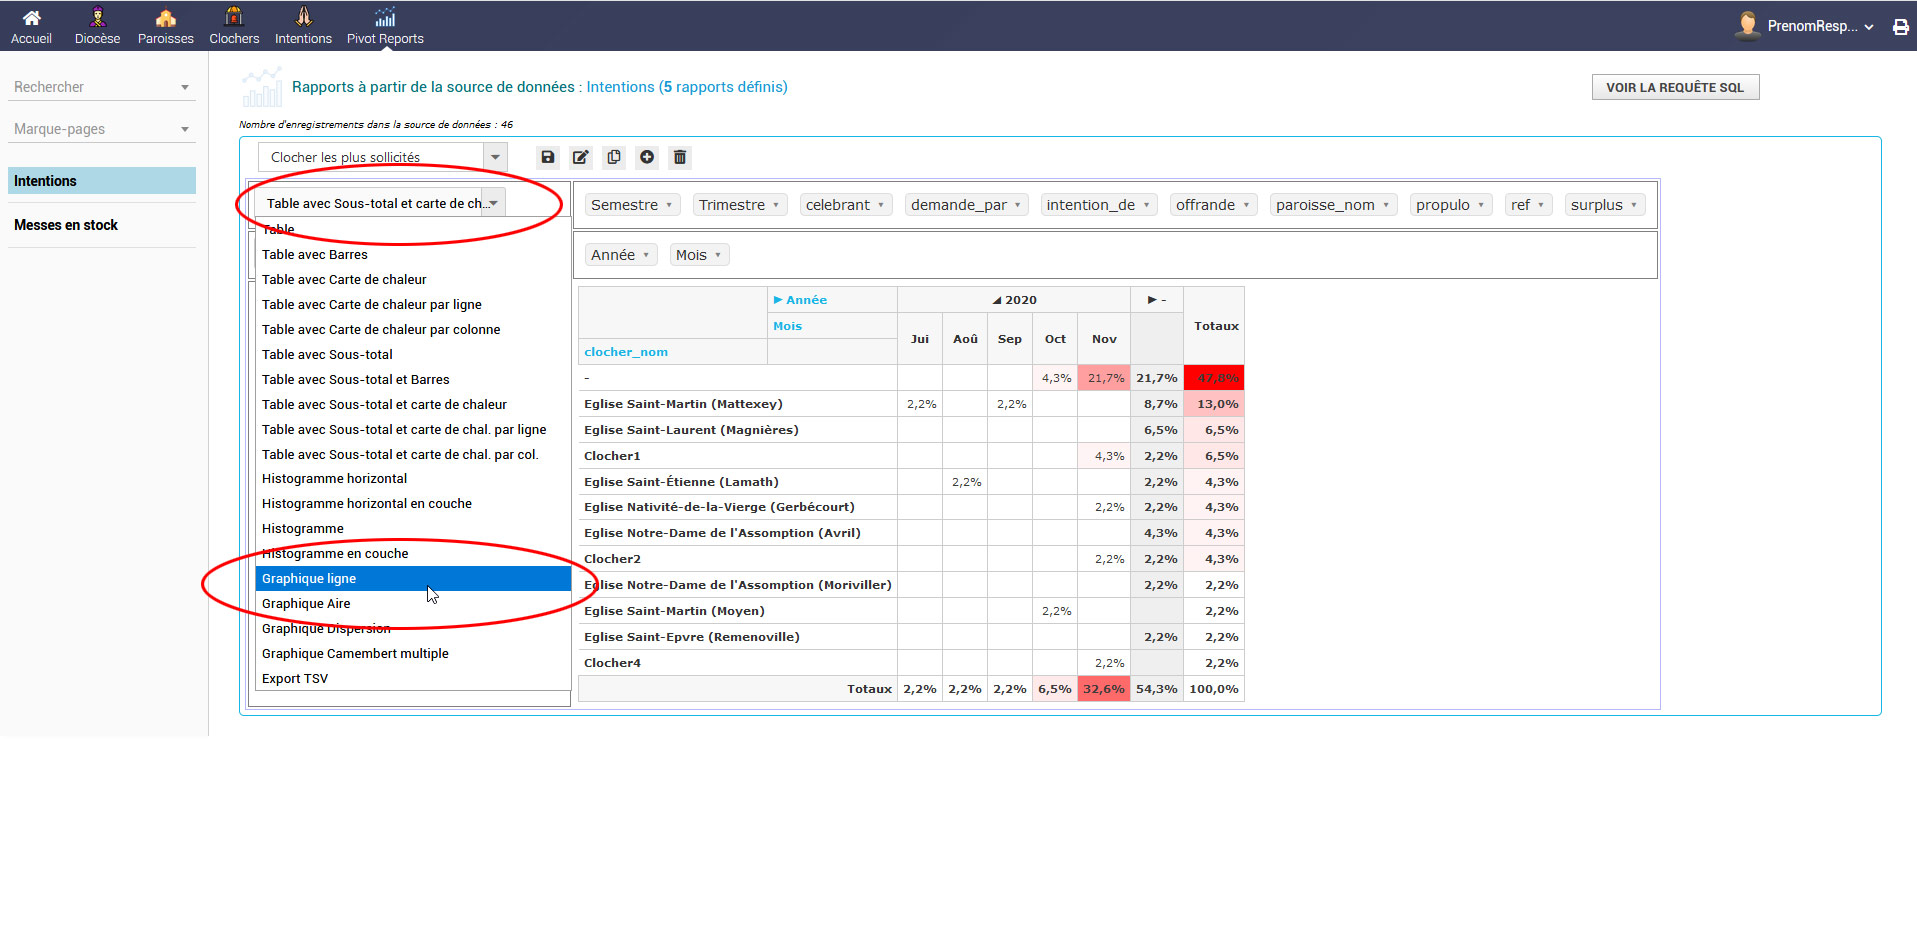 Accueil Diocèse Paroisses Clochers Intentions Pivot Reports PrenomResp...
Rechercher
Marque-pages
Intentions
Messes en stock
Rapports à partir de la source de données : Intentions (5 rapports définis)
VOIR LA REQUÊTE SQL
Nombre d'enregistrements dans la source de données : 46
Clocher les plus sollicités
Table avec Sous-total et carte de ch...
Table
Table avec Barres
Table avec Carte de chaleur
Table avec Carte de chaleur par ligne
Table avec Carte de chaleur par colonne
Table avec Sous-total
Table avec Sous-total et Barres
Table avec Sous-total et carte de chaleur
Table avec Sous-total et carte de chal. par ligne
Table avec Sous-total et carte de chal. par col.
Histogramme horizontal
Histogramme horizontal en couche
Histogramme
Histogramme en couche
Graphique ligne
Graphique Aire
Graphique Dispersion
Graphique Camembert multiple
Export TSV
Semestre Trimestre celebrant demande_par intention_de offrande paroisse_nom propulo ref surplus
Année Mois
Année 2020 - Totaux
Mois Jui Aoû Sep Oct Nov
clocher_nom
- 4,3% 21,7% 21,7% 47,8%
Eglise Saint-Martin (Mattexey) 2,2% 2,2% 8,7% 13,0%
Eglise Saint-Laurent (Magnières) 6,5% 6,5%
Clocher1 4,3% 2,2% 6,5%
Eglise Saint-Étienne (Lamath) 2,2% 2,2% 4,3%
Eglise Nativité-de-la-Vierge (Gerbécourt) 2,2% 2,2% 4,3%
Eglise Notre-Dame de l'Assomption (Avril) 4,3% 4,3%
Clocher2 2,2% 2,2% 4,3%
Eglise Notre-Dame de l'Assomption (Moriviller) 2,2% 2,2%
Eglise Saint-Martin (Moyen) 2,2% 2,2%
Eglise Saint-Epvre (Remenoville) 2,2% 2,2%
Clocher4 2,2% 2,2%
Totaux 2,2% 2,2% 2,2% 6,5% 32,6% 54,3% 100,0%